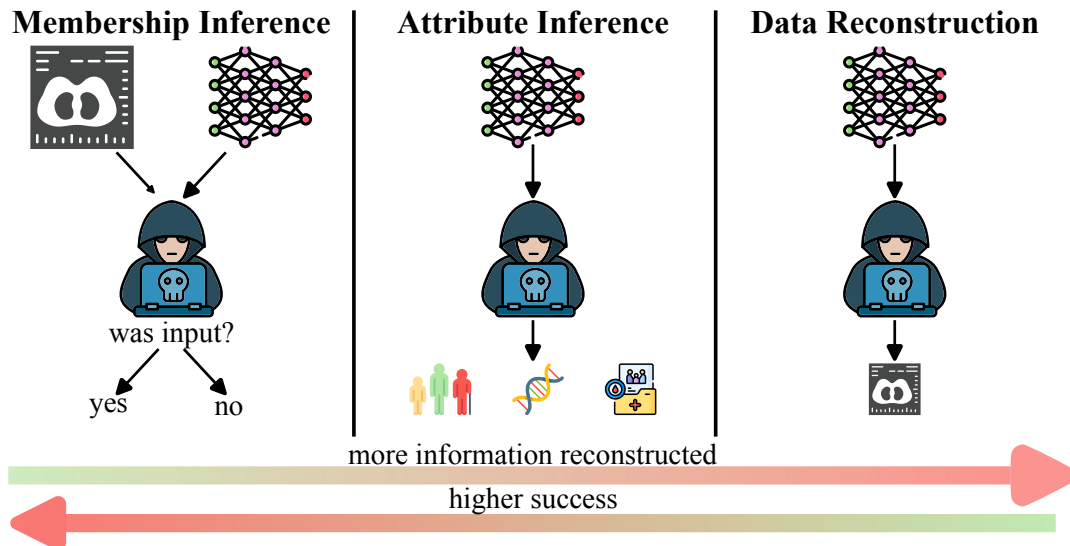 Membership Inference
Attribute Inference
Data Reconstruction
was input?
yes
no
more information reconstructed
higher success